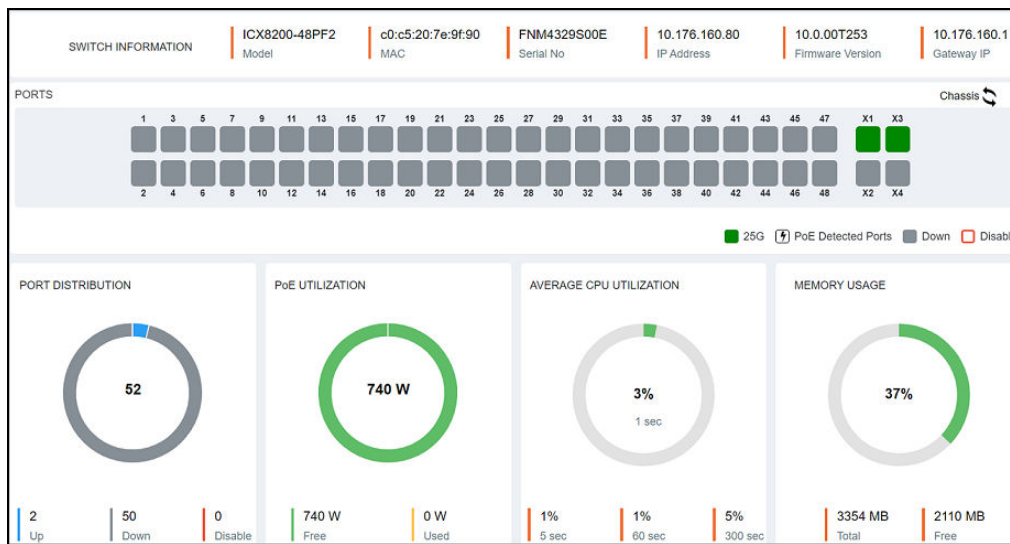 SWITCH INFORMATION
ICX8200-48PF2
Model
c0:c5:20:7e:9f:90
MAC
FNM4329S00E
Serial No
10.176.160.80
IP Address
10.0.00T253
Firmware Version
10.176.160.1
Gateway IP
PORTS
Chassis
1 3 5 7 9 11 13 15 17 19 21 23 25 27 29 31 33 35 37 39 41 43 45 47 X1 X3
2 4 6 8 10 12 14 16 18 20 22 24 26 28 30 32 34 36 38 40 42 44 46 48 X2 X4
25G PoE Detected Ports Down Disabl
PORT DISTRIBUTION
52
2
Up
50
Down
0
Disable
PoE UTILIZATION
740 W
740 W
Free
0 W
Used
AVERAGE CPU UTILIZATION
3%
1 sec
1%
5 sec
1%
60 sec
5%
300 sec
MEMORY USAGE
37%
3354 MB
Total
2110 MB
Free